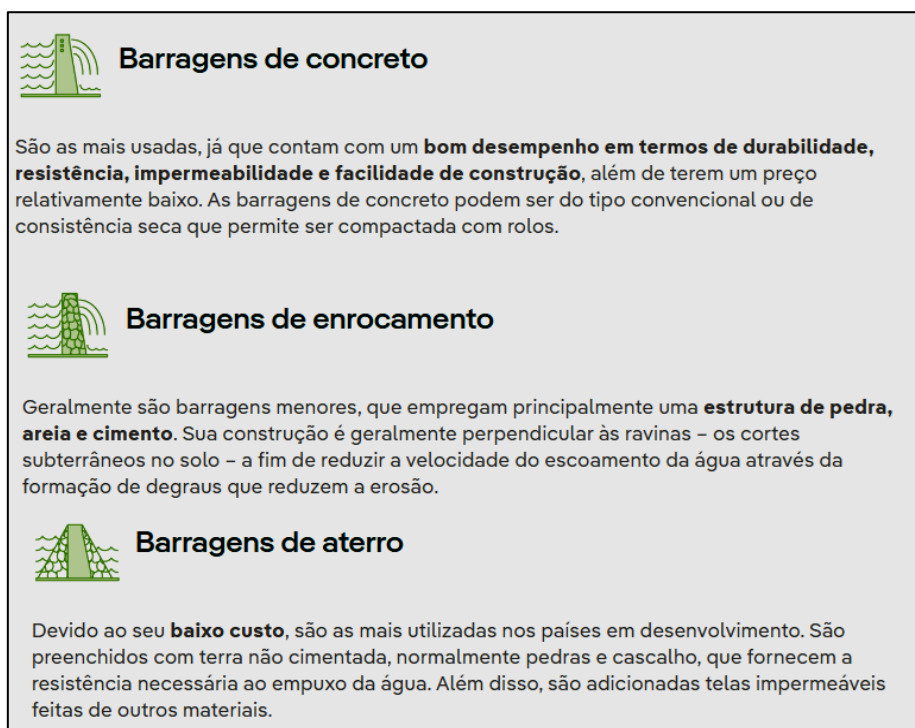 Barragens de concreto
São as mais usadas, já que contam com um bom desempenho em termos de durabilidade,
resistência, impermeabilidade e facilidade de construção, além de terem um preço
relativamente baixo. As barragens de concreto podem ser do tipo convencional ou de
consistência seca que permite ser compactada com rolos.
Barragens de enrocamento
Geralmente são barragens menores, que empregam principalmente uma estrutura de pedra,
areia e cimento. Sua construção é geralmente perpendicular às ravinas – os cortes
subterrâneos no solo – a fim de reduzir a velocidade do escoamento da água através da
formação de degraus que reduzem a erosão.
Barragens de aterro
Devido ao seu baixo custo, são as mais utilizadas nos países em desenvolvimento. São
preenchidos com terra não cimentada, normalmente pedras e cascalho, que fornecem a
resistência necessária ao empuxo da água. Além disso, são adicionadas telas impermeáveis
feitas de outros materiais.